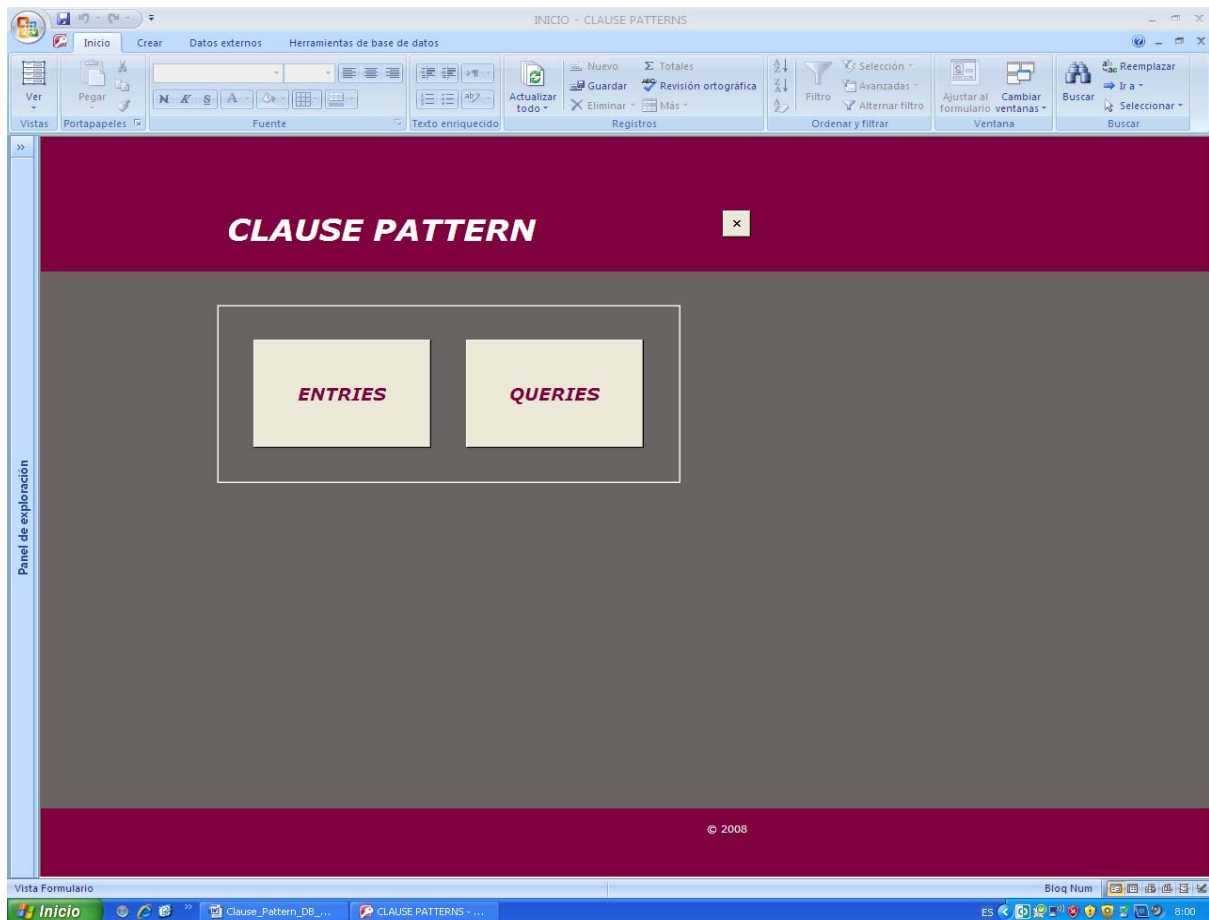 INICIO - CLAUSE PATTERNS
Inicio Crear Datos externos Herramientas de base de datos
Ver
Vistas
Pegar
Portapapeles
N K S A
Fuente
Texto enriquecido
Actualizar todo
Nuevo
Guardar
Eliminar
Totales
Revisión ortográfica
Más
Registros
Filtro
Selección
Avanzadas
Alternar filtro
Ordenar y filtrar
Ajustar al formulario
Cambiar ventanas
Ventana
Buscar
Reemplazar
Ir a
Seleccionar
Buscar
CLAUSE PATTERN
ENTRIES QUERIES
Panel de exploración
© 2008
Vista Formulario Bloq Num
Inicio Clause_Pattern_DB_... CLAUSE PATTERNS - ... ES 8:00